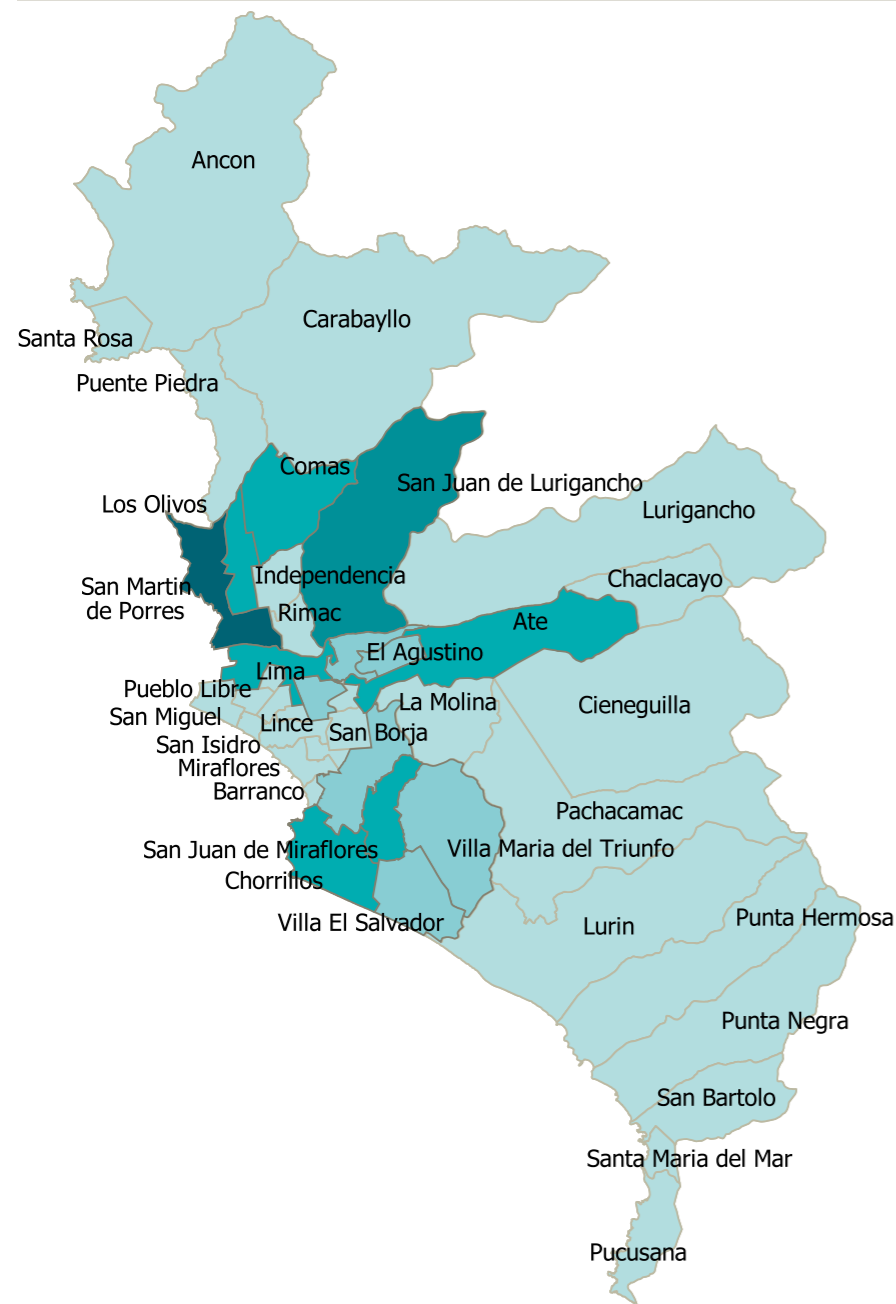 Ancon
Carabayllo
Santa Rosa
Puente Piedra
Comas
San Juan de Lurigancho
Los Olivos
Lurigancho
Independencia
Chaclacayo
San Martin
de Porres
Rimac
Ate
El Agustino
Lima
Pueblo Libre
La Molina
Cieneguilla
San Miguel
Lince
San Borja
San Isidro
Miraflores
Barranco
Pachacamac
San Juan de Miraflores
Villa Maria del Triunfo
Chorrillos
Villa El Salvador
Lurin
Punta Hermosa
Punta Negra
San Bartolo
Santa Maria del Mar
Pucusana